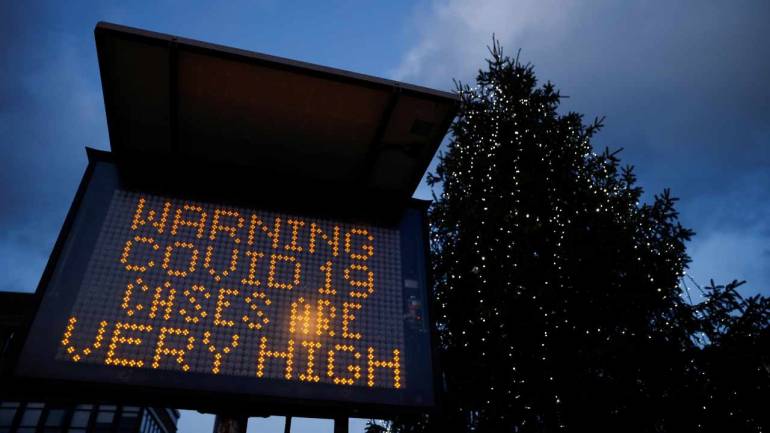 WARNING
COVID 19
CASES ARE
VERY HIGH